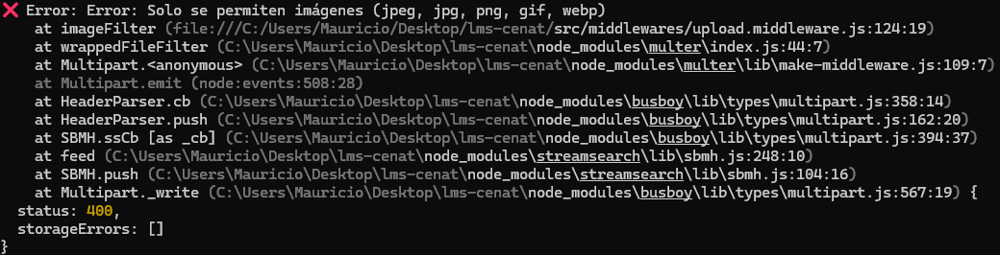 ❌ Error: Error: Solo se permiten imágenes (jpeg, jpg, png, gif, webp)
    at imageFilter (file:///C:/Users/Mauricio/Desktop/lms-cenat/src/middlewares/upload.middleware.js:124:19)
    at wrappedFileFilter (C:\Users\Mauricio\Desktop\lms-cenat\node_modules\multer\index.js:44:7)
    at Multipart.<anonymous> (C:\Users\Mauricio\Desktop\lms-cenat\node_modules\multer\lib\make-middleware.js:109:7)
    at Multipart.emit (node:events:508:28)
    at HeaderParser.cb (C:\Users\Mauricio\Desktop\lms-cenat\node_modules\busboy\lib\types\multipart.js:358:14)
    at HeaderParser.push (C:\Users\Mauricio\Desktop\lms-cenat\node_modules\busboy\lib\types\multipart.js:162:20)
    at SBMH.ssCb [as _cb] (C:\Users\Mauricio\Desktop\lms-cenat\node_modules\busboy\lib\types\multipart.js:394:37)
    at feed (C:\Users\Mauricio\Desktop\lms-cenat\node_modules\streamsearch\lib\sbmh.js:248:10)
    at SBMH.push (C:\Users\Mauricio\Desktop\lms-cenat\node_modules\streamsearch\lib\sbmh.js:104:16)
    at Multipart._write (C:\Users\Mauricio\Desktop\lms-cenat\node_modules\busboy\lib\types\multipart.js:567:19) {
  status: 400,
  storageErrors: []
}